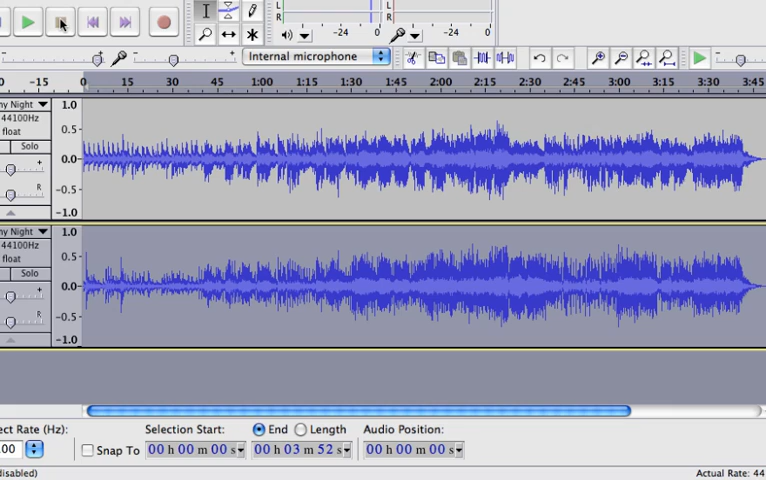 L
R
-24
0
L
R
-24
0
Internal microphone
0
-15
0
15
30
45
1:00
1:15
1:30
1:45
2:00
2:15
2:30
2:45
3:00
3:15
3:30
3:45
ny Night
44100Hz
float
Solo
+
R
1.0
0.5
0.0
-0.5
-1.0
ny Night
44100Hz
float
Solo
+
R
1.0
0.5
0.0
-0.5
-1.0
ect Rate (Hz):
Selection Start:
End
Length
Audio Position:
00
Snap To
00 h 00 m 00 s
00 h 03 m 52 s
00 h 00 m 00 s
disabled)
Actual Rate: 44